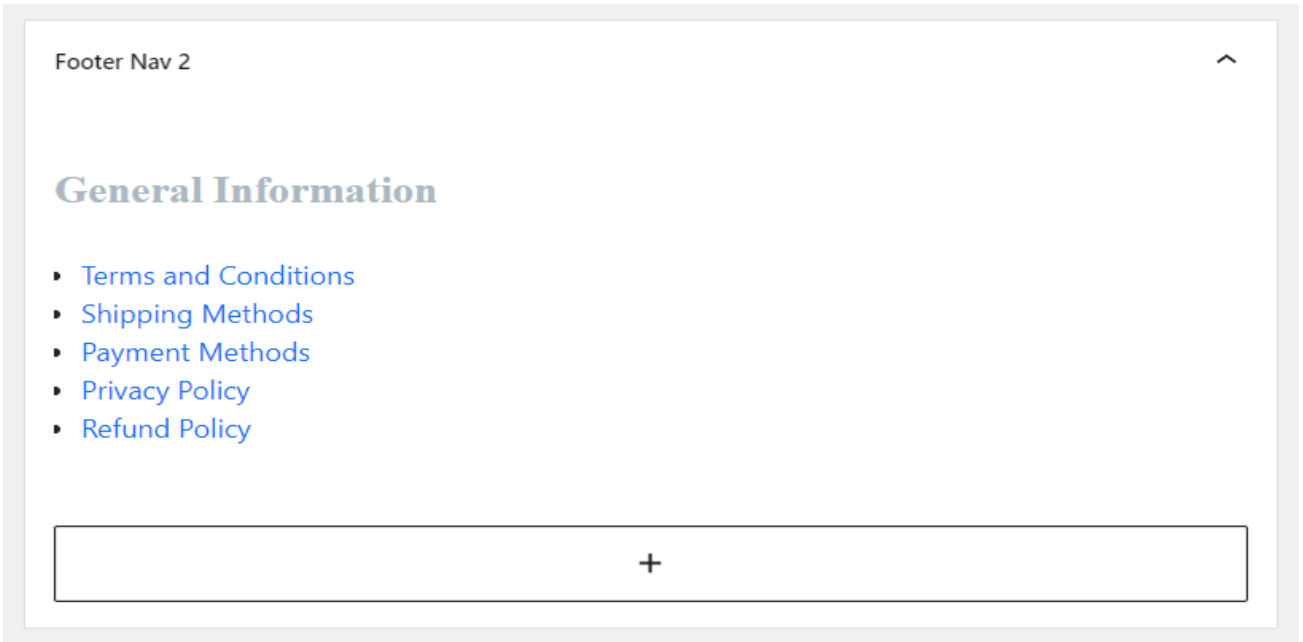 Footer Nav 2
General Information
Terms and Conditions
Shipping Methods
Payment Methods
Privacy Policy
Refund Policy
+